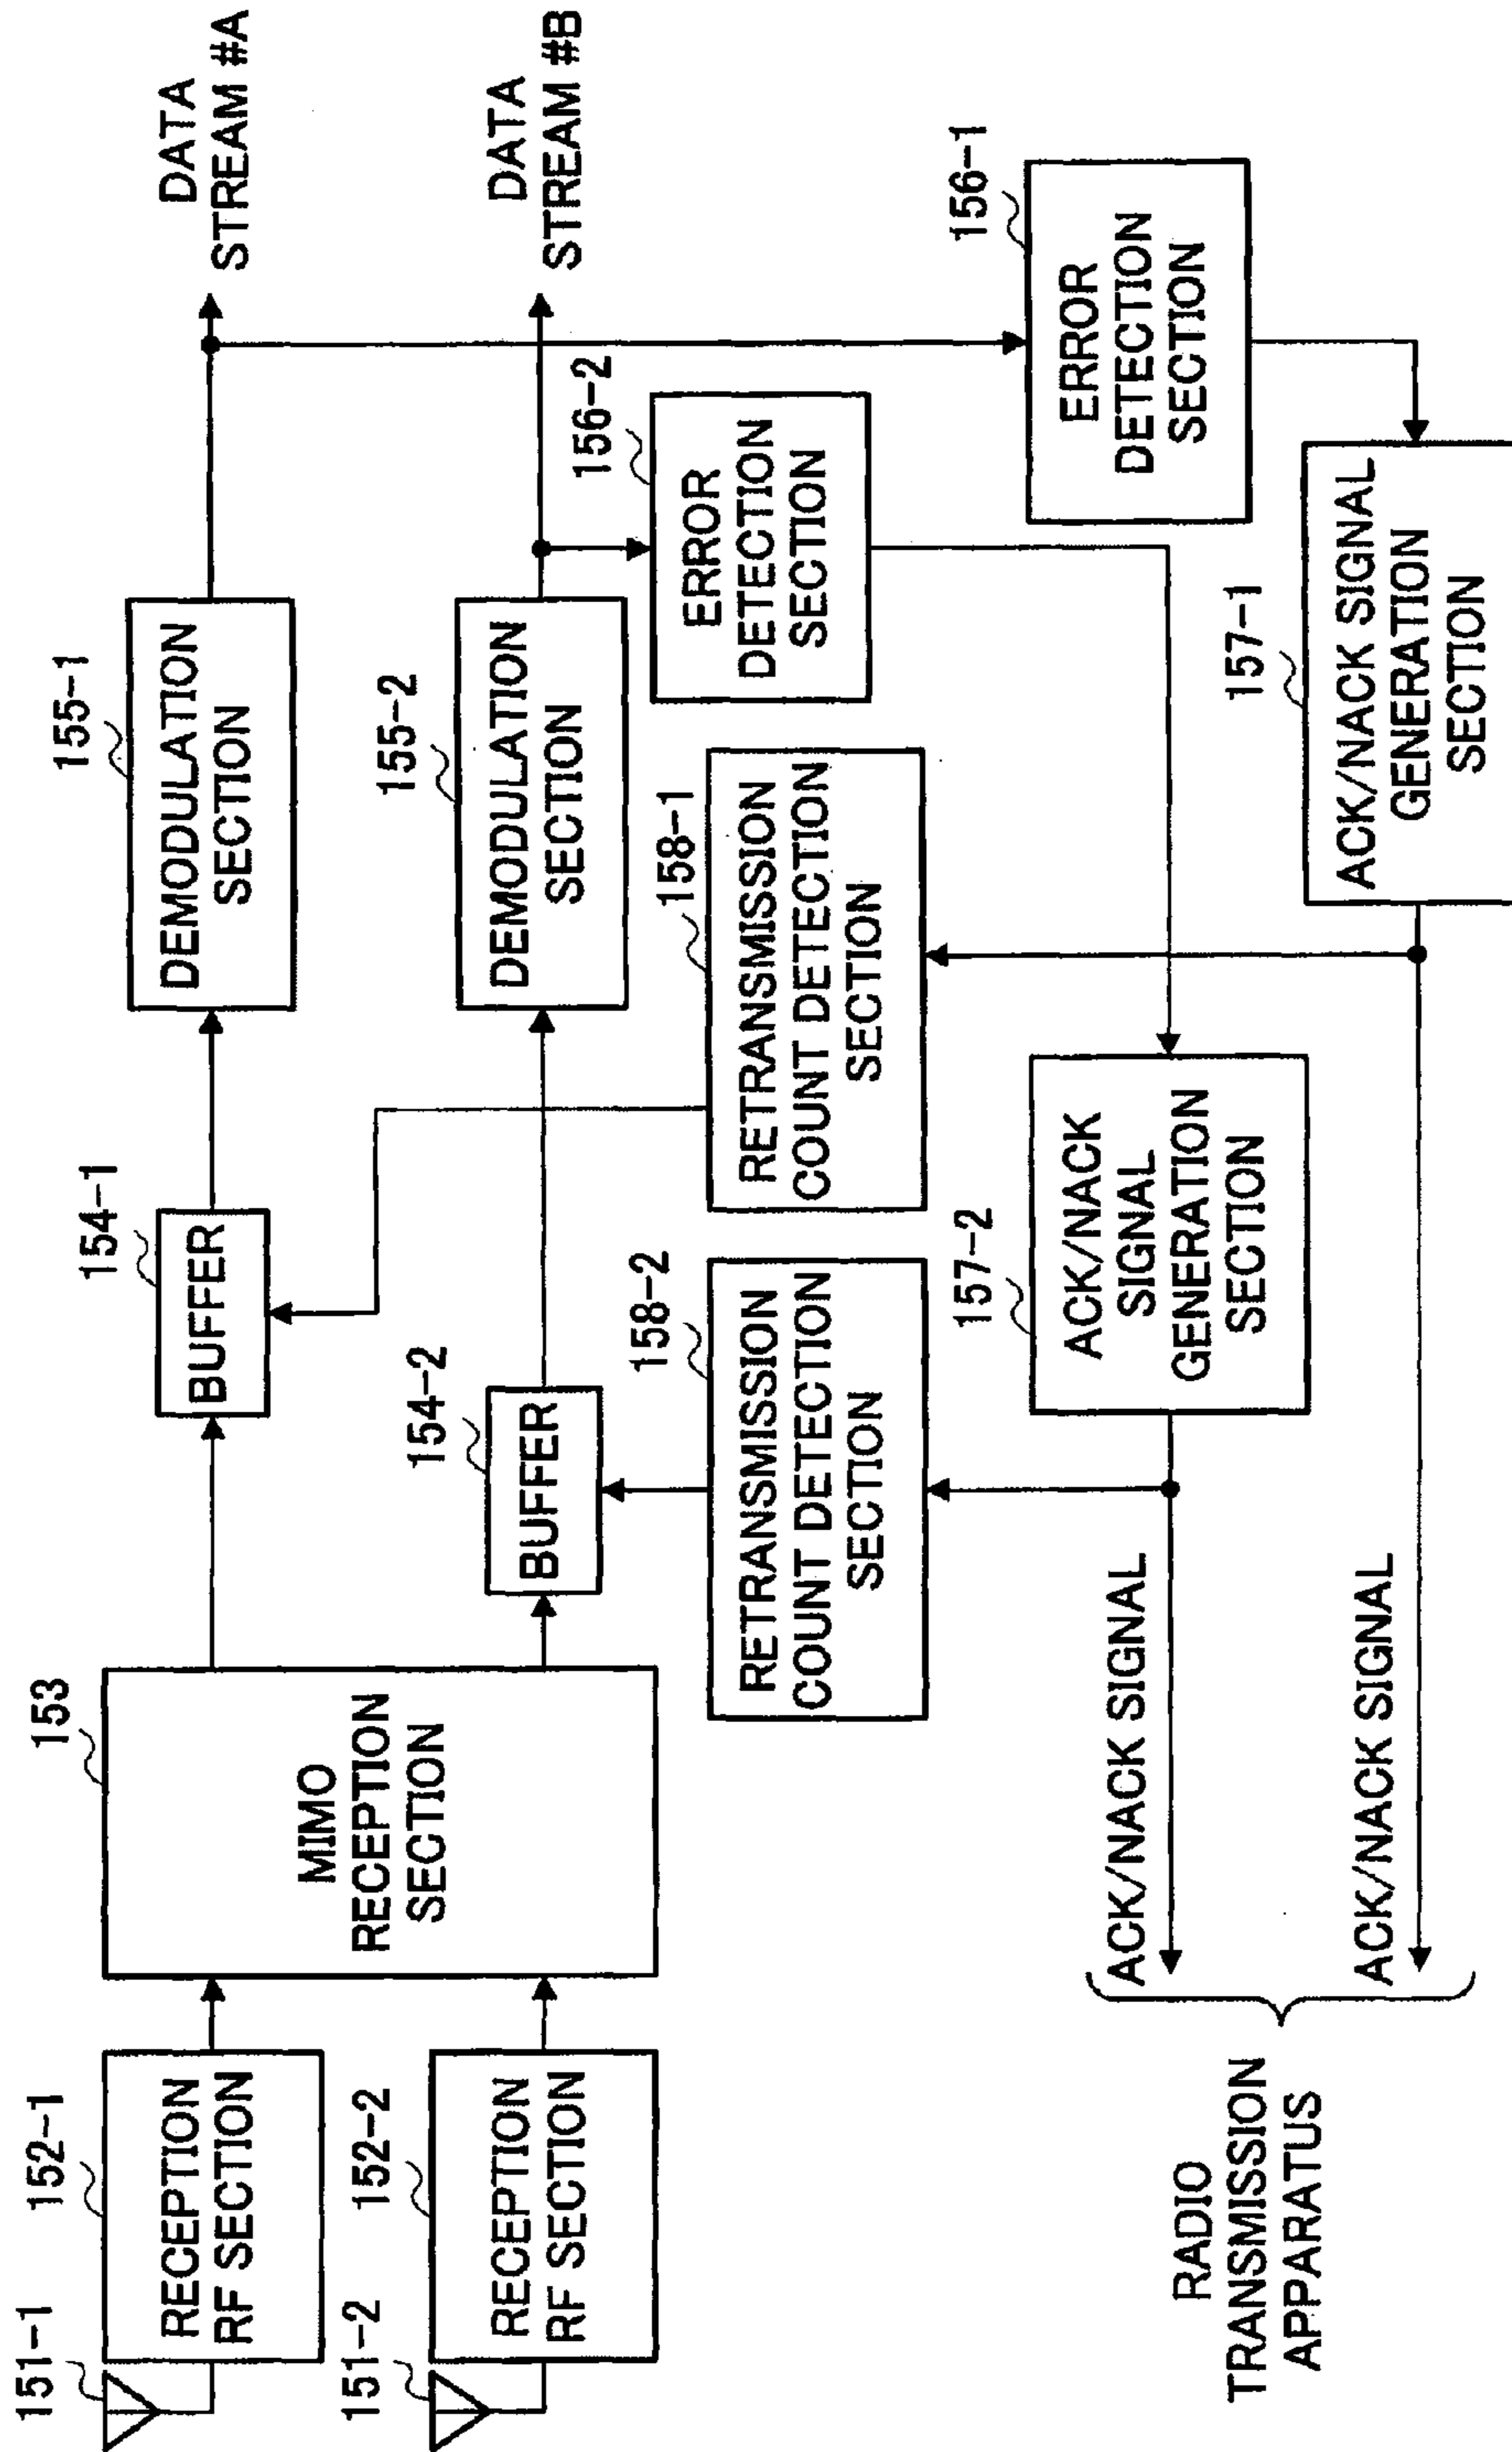 151-1
152-1
RECEPTION
RF SECTION
151-2
152-2
RECEPTION
RF SECTION
153
MIMO
RECEPTION
SECTION
154-1
BUFFER
154-2
BUFFER
155-1
DEMODULATION
SECTION
155-2
DEMODULATION
SECTION
DATA
STREAM #A
DATA
STREAM #B
156-2
ERROR
DETECTION
SECTION
156-1
ERROR
DETECTION
SECTION
158-2
RETRANSMISSION
COUNT DETECTION
SECTION
158-1
RETRANSMISSION
COUNT DETECTION
SECTION
157-2
ACK/NACK
SIGNAL
GENERATION
SECTION
157-1
ACK/NACK SIGNAL
GENERATION
SECTION
ACK/NACK SIGNAL
ACK/NACK SIGNAL
RADIO
TRANSMISSION
APPARATUS